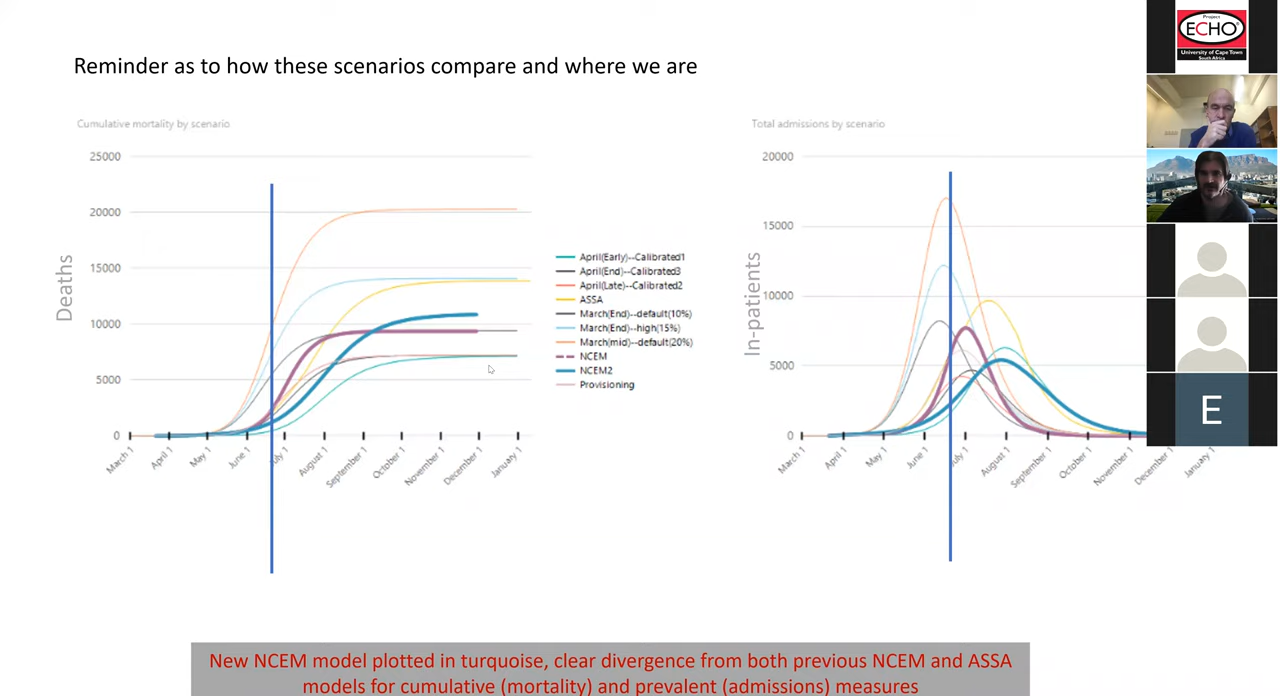 Reminder as to how these scenarios compare and where we are
Project
ECHO®
University of Cape Town
South Africa
Cumulative mortality by scenario
25000
20000
15000
10000
5000
0
Deaths
March 1
April 1
May 1
June 1
July 1
August 1
September 1
October 1
November 1
December 1
January 1
April(Early)--Calibrated1
April(End)--Calibrated3
April(Late)--Calibrated2
ASSA
March(End)--default(10%)
March(End)--high(15%)
March(mid)--default(20%)
NCEM
NCEM2
Provisioning
Total admissions by scenario
20000
15000
10000
5000
0
In-patients
March 1
April 1
May 1
June 1
July 1
August 1
September 1
October 1
November 1
December 1
January 1
E
New NCEM model plotted in turquoise, clear divergence from both previous NCEM and ASSA
models for cumulative (mortality) and prevalent (admissions) measures